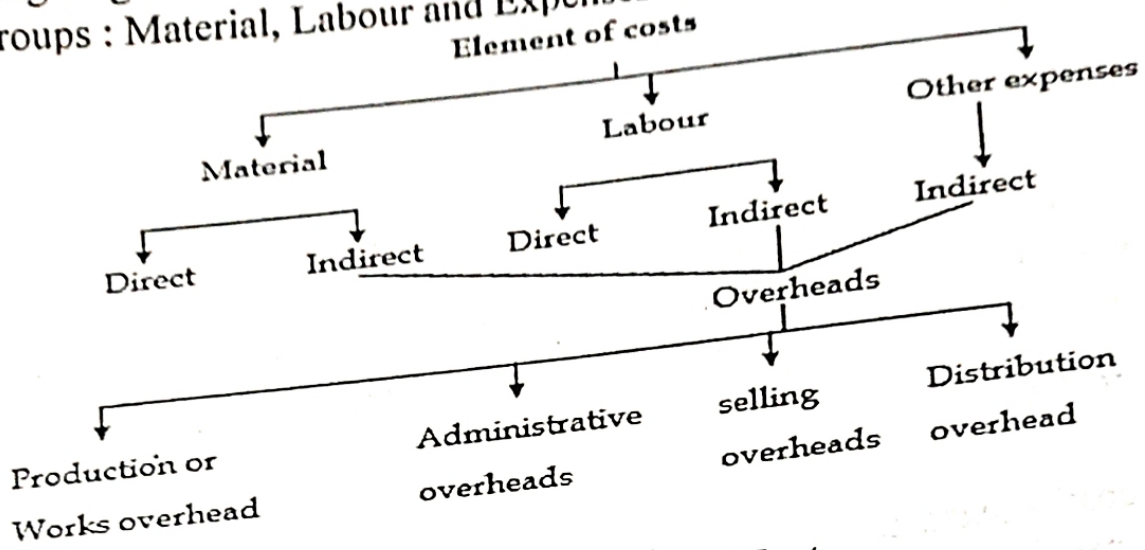 roups : Material, Labour and
Element of costs
Material
Labour
Other expenses
Direct
Indirect
Direct
Indirect
Indirect
Overheads
Production or
Works overhead
Administrative
overheads
selling
overheads
Distribution
overhead